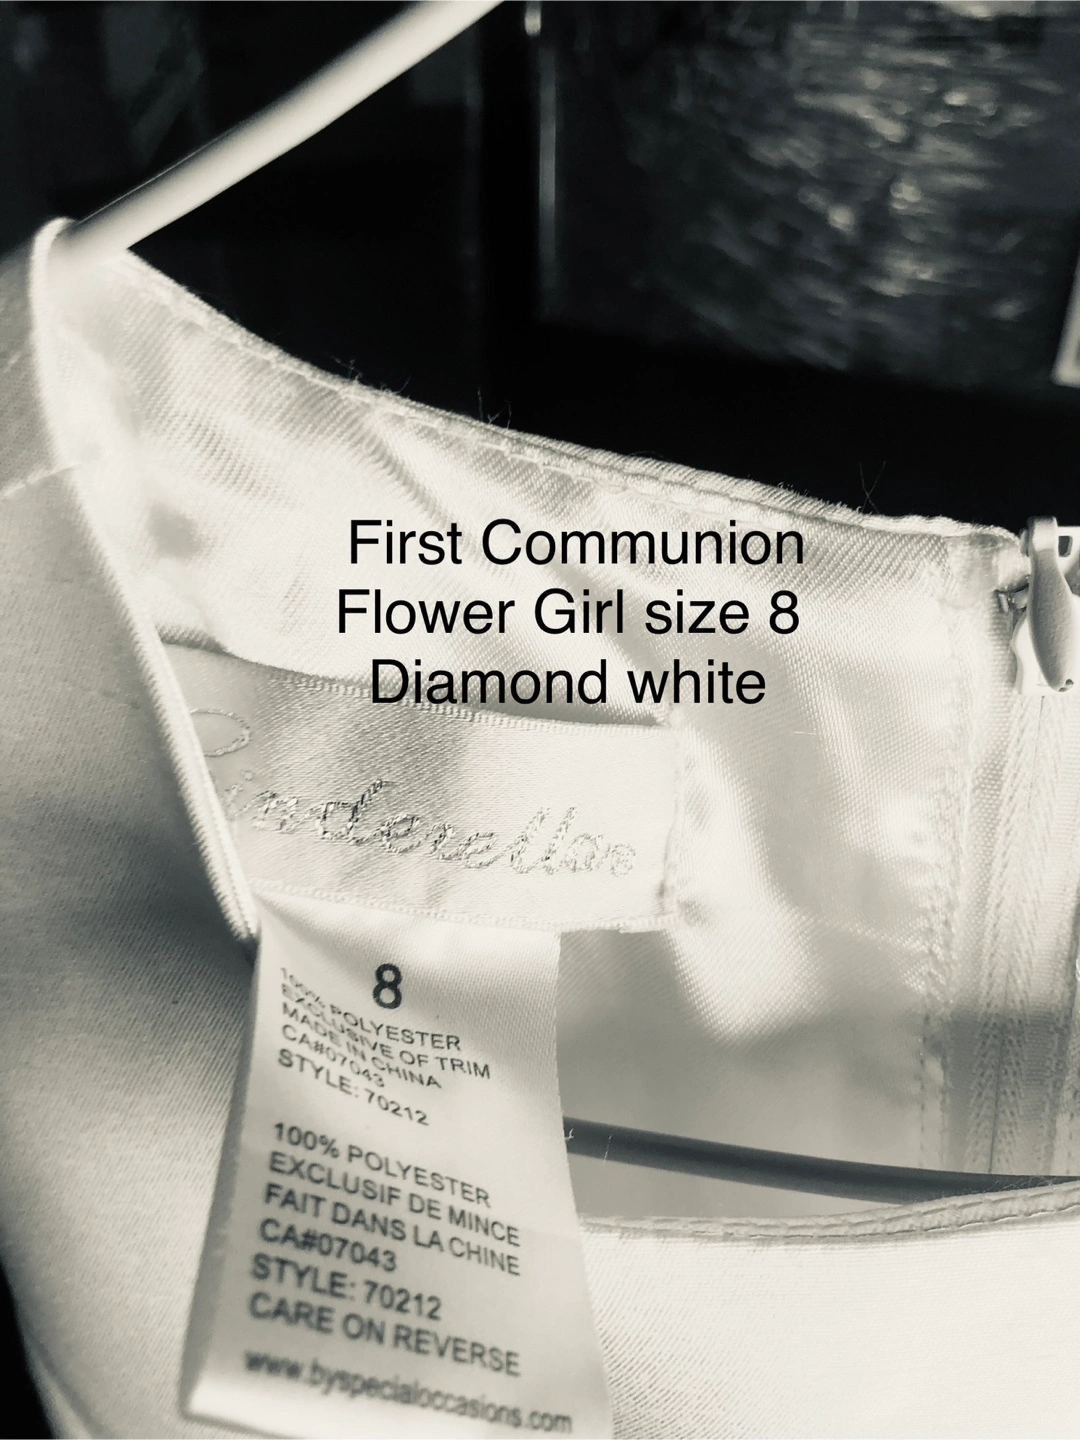 First Communion
Flower Girl size 8
Diamond white
Cinderella®
8
100% POLYESTER
EXCLUSIVE OF TRIM
MADE IN CHINA
CA#07043
STYLE: 70212
100% POLYESTER
EXCLUSIF DE MINCE
FAIT DANS LA CHINE
CA#07043
STYLE: 70212
CARE ON REVERSE
www.byspecialoccasions.com